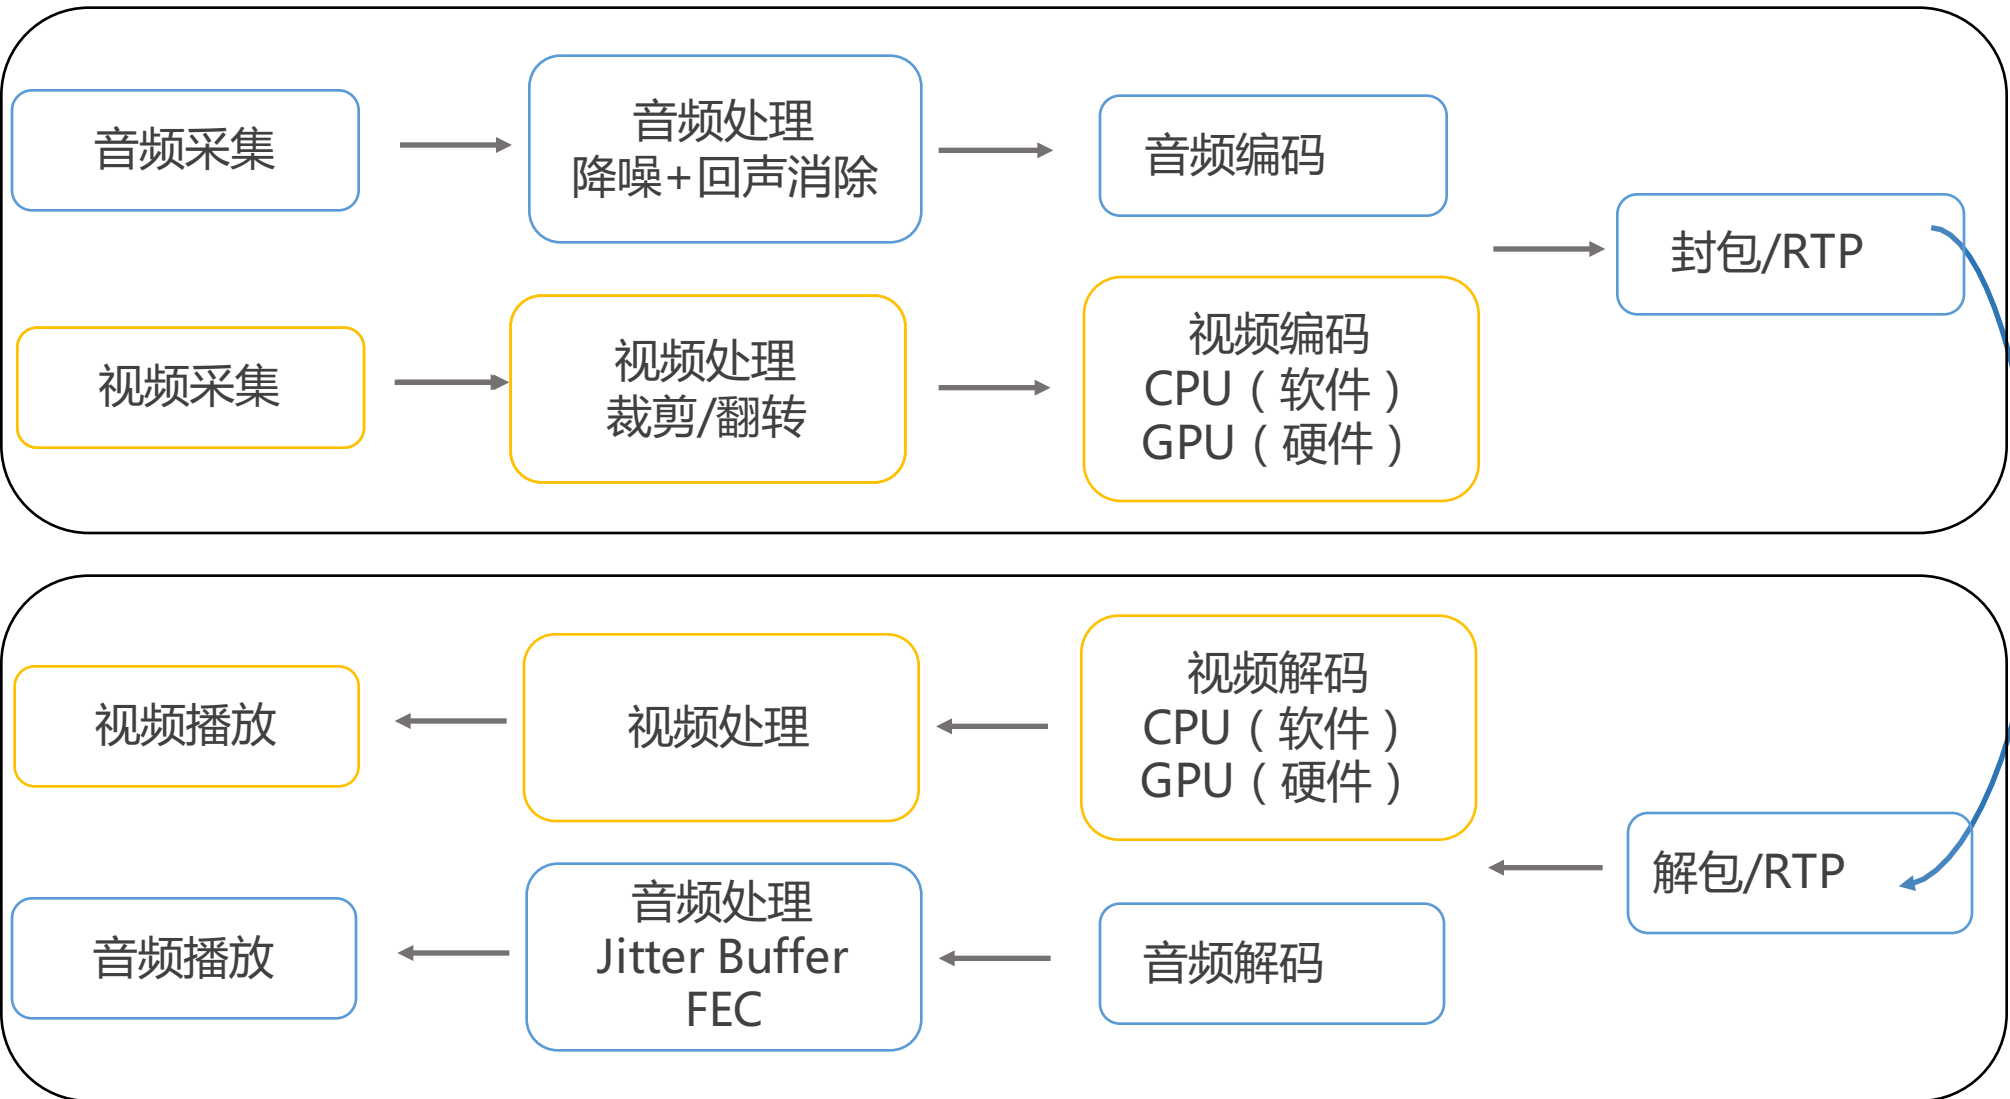 音频采集
音频处理
降噪+回声消除
音频编码
封包/RTP
视频采集
视频处理
裁剪/翻转
视频编码
CPU（软件）
GPU（硬件）
视频播放
视频处理
视频解码
CPU（软件）
GPU（硬件）
解包/RTP
音频播放
音频处理
Jitter Buffer
FEC
音频解码